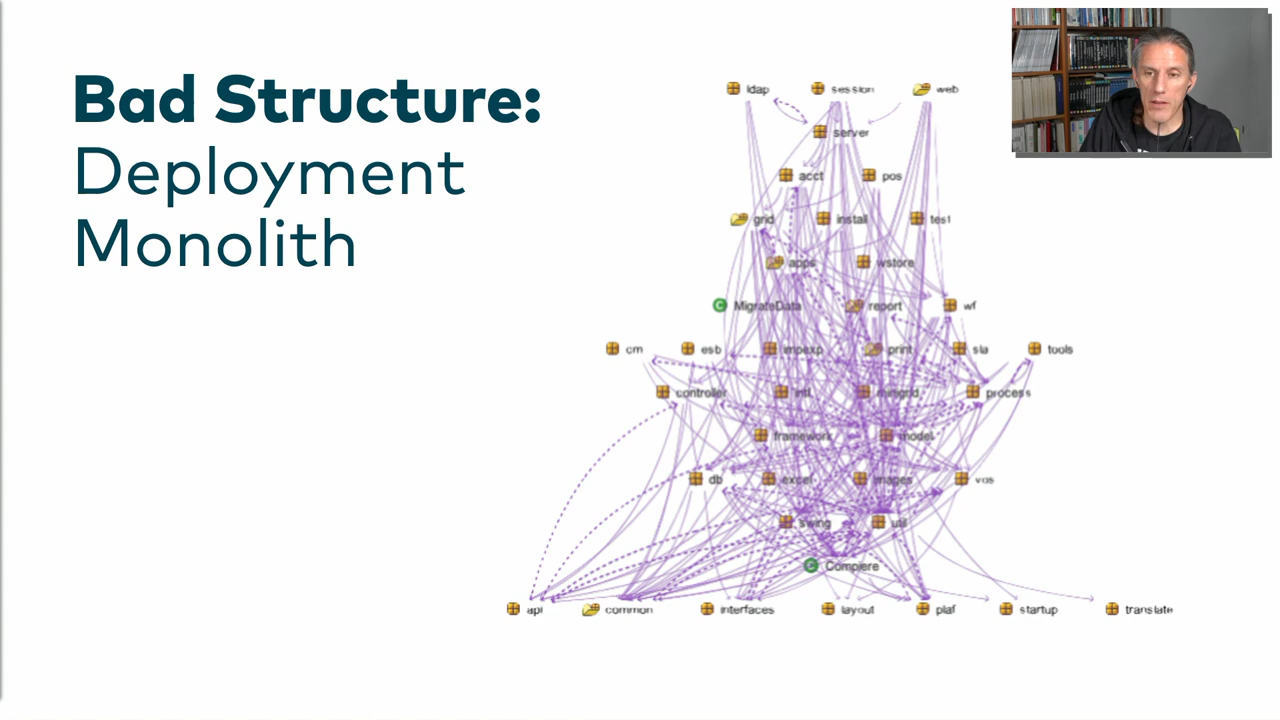 Bad Structure:
Deployment
Monolith
ldap session web
server
acct pos
grid install test
apps wstore
MigrateData report wf
cm esb impexp print sla tools
controller intl minigrid process
framework model
db excel images vos
swing util
Compiere
api common interfaces layout plaf startup translate